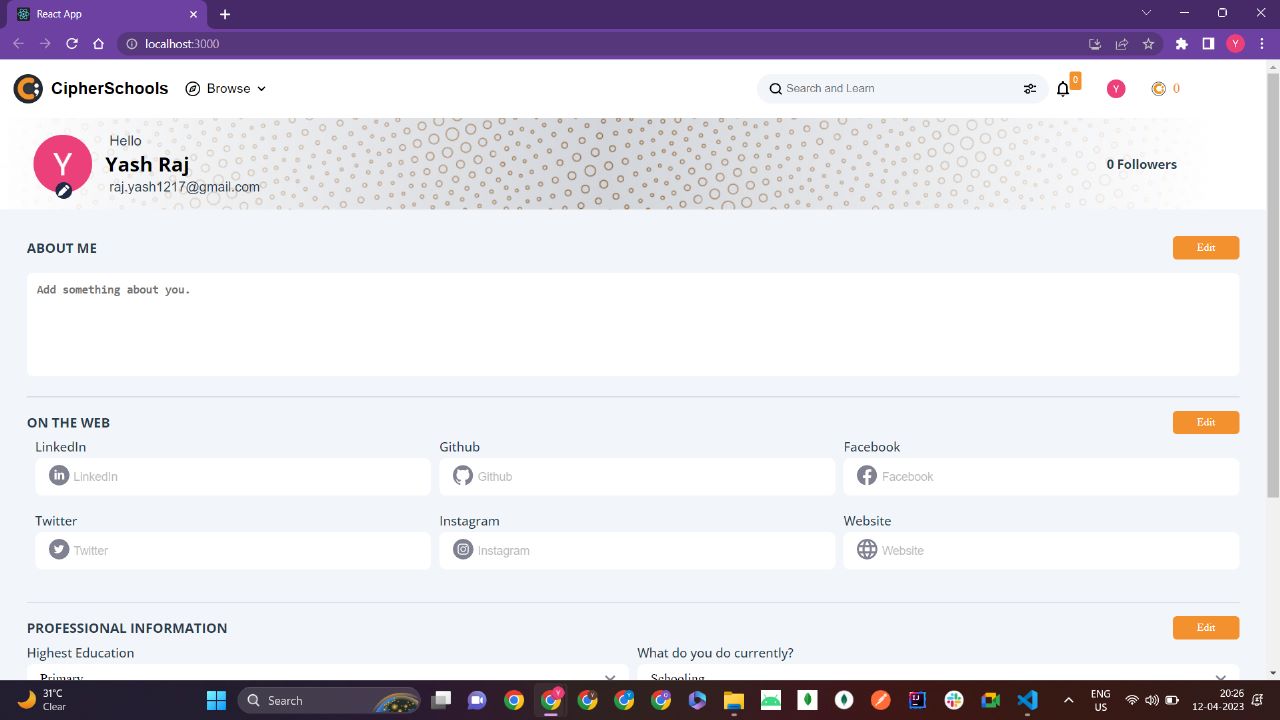 React App
localhost:3000
CipherSchools Browse Search and Learn 0 Y 0
Y
Hello
Yash Raj
raj.yash1217@gmail.com
0 Followers
ABOUT ME Edit
Add something about you.
ON THE WEB Edit
LinkedIn Github Facebook
LinkedIn Github Facebook
Twitter Instagram Website
Twitter Instagram Website
PROFESSIONAL INFORMATION Edit
Highest Education What do you do currently?
Primary Schooling
31°C
Clear
Search
ENG
US
20:26
12-04-2023